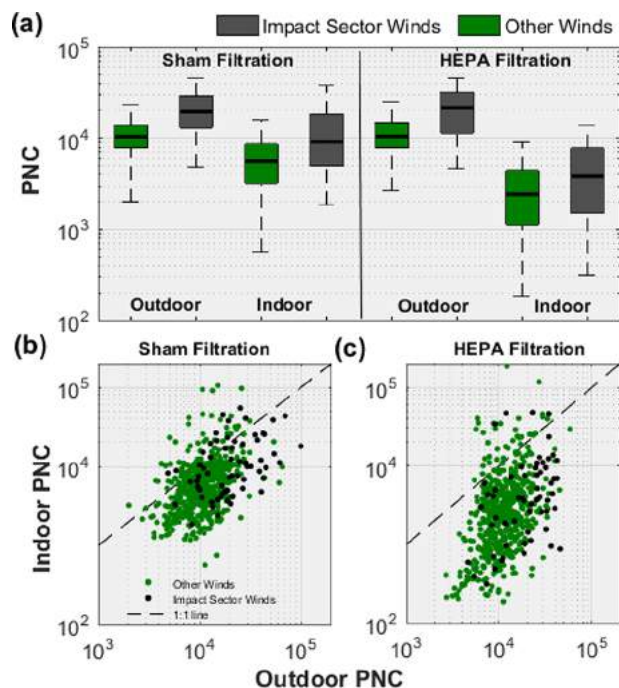 (a)
Impact Sector Winds
Other Winds
Sham Filtration
HEPA Filtration
PNC
10^5
10^4
10^3
10^2
Outdoor
Indoor
Outdoor
Indoor
(b)
Sham Filtration
(c)
HEPA Filtration
Indoor PNC
10^5
10^4
10^2
Other Winds
Impact Sector Winds
1:1 line
10^3
10^4
10^5
10^5
10^4
10^2
10^3
10^4
10^5
Outdoor PNC